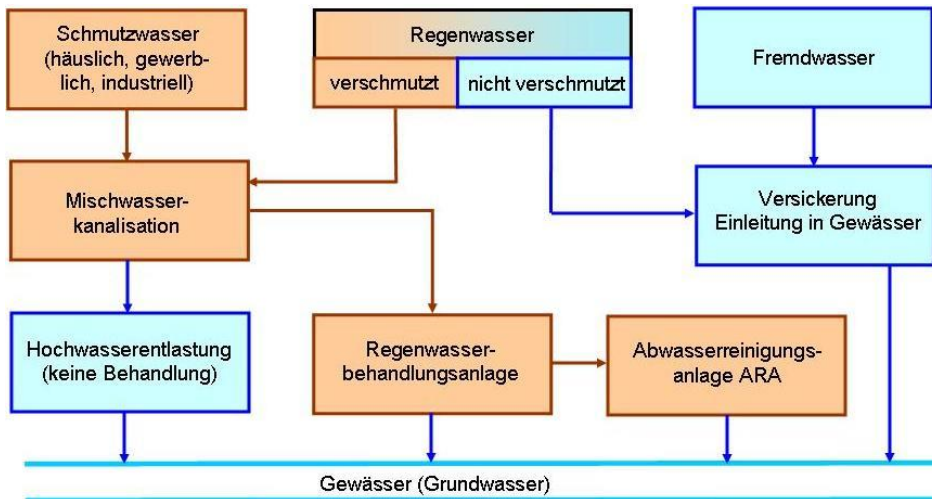 Schmutzwasser
(häuslich, gewerb-
lich, industriell)
Regenwasser
verschmutzt
nicht verschmutzt
Fremdwasser
Mischwasser-
kanalisation
Versickerung
Einleitung in Gewässer
Hochwasserentlastung
(keine Behandlung)
Regenwasser-
behandlungsanlage
Abwasserreinigungs-
anlage ARA
Gewässer (Grundwasser)